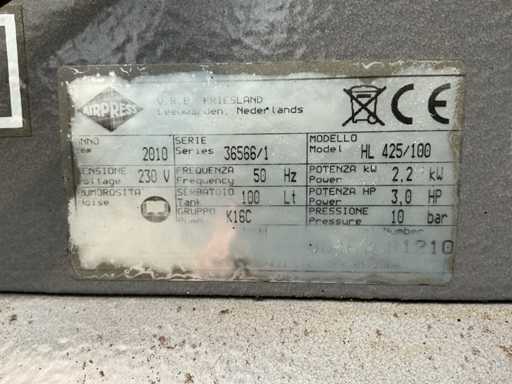 AIRPRESS
V.R.B. FRIESLAND
Leeuwarden, Nederlands
CE
ANNO 2010
SERIE
Series 36566/1
MODELLO
Model HL 425/100
TENSIONE
Voltage 230 V
FREQUENZA
Frequency 50 Hz
POTENZA kW
Power 2.2 kW
RUMOROSITA
Noise
SERBATOIO
Tank 100 Lt
POTENZA HP
Power 3,0 HP
GRUPPO
K16C
PRESSIONE
Pressure 10 bar
Number
1210